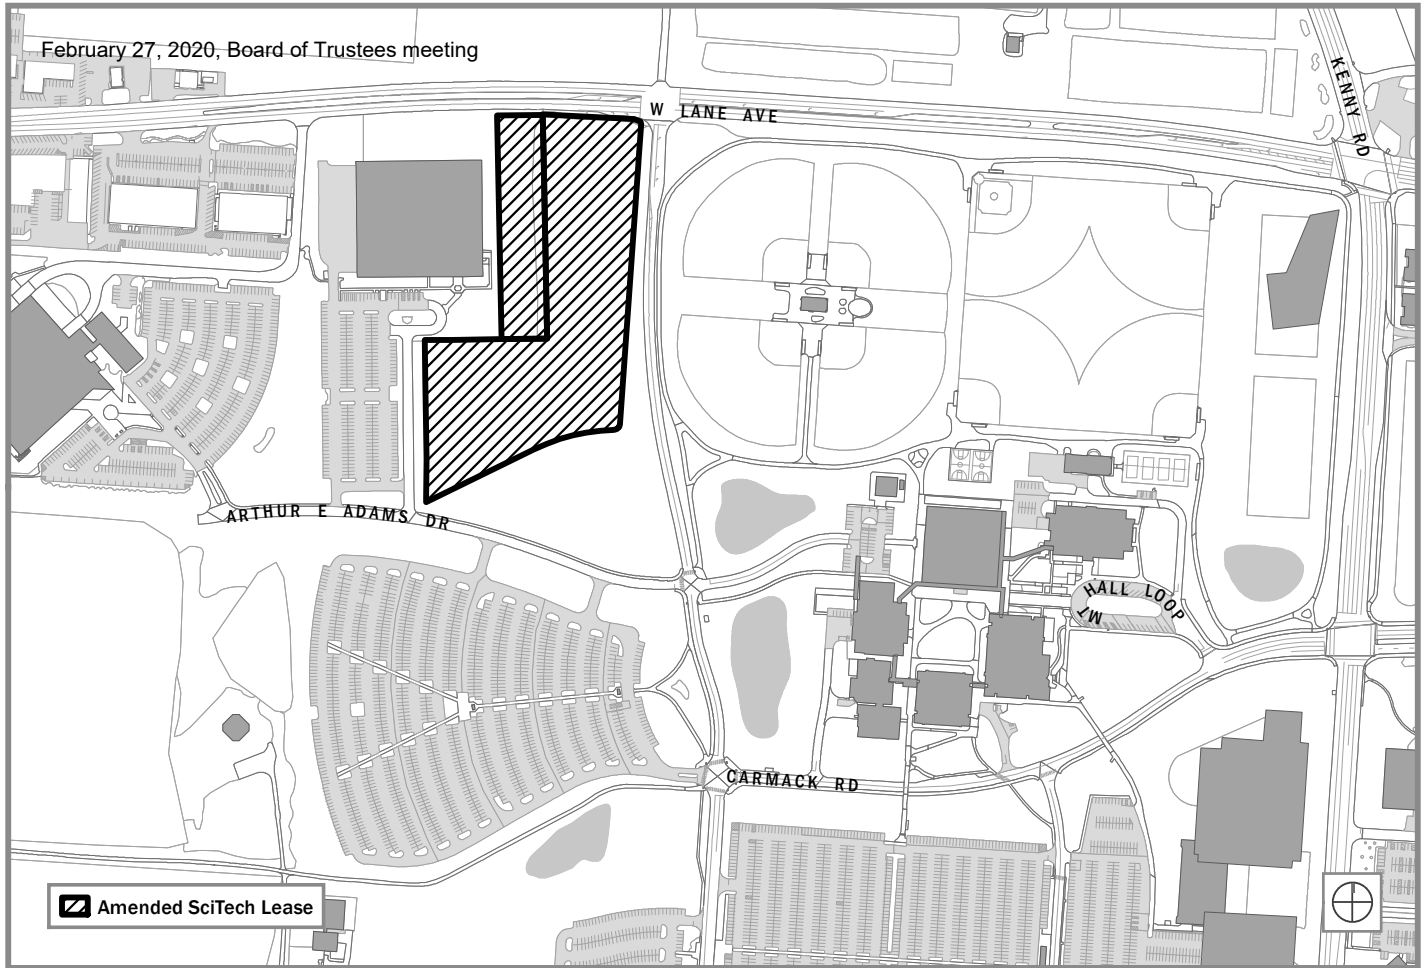 February 27, 2020, Board of Trustees meeting
KENNY RD
W LANE AVE
ARTHUR E ADAMS DR
MT HALL LOOP
CARMACK RD
Amended SciTech Lease